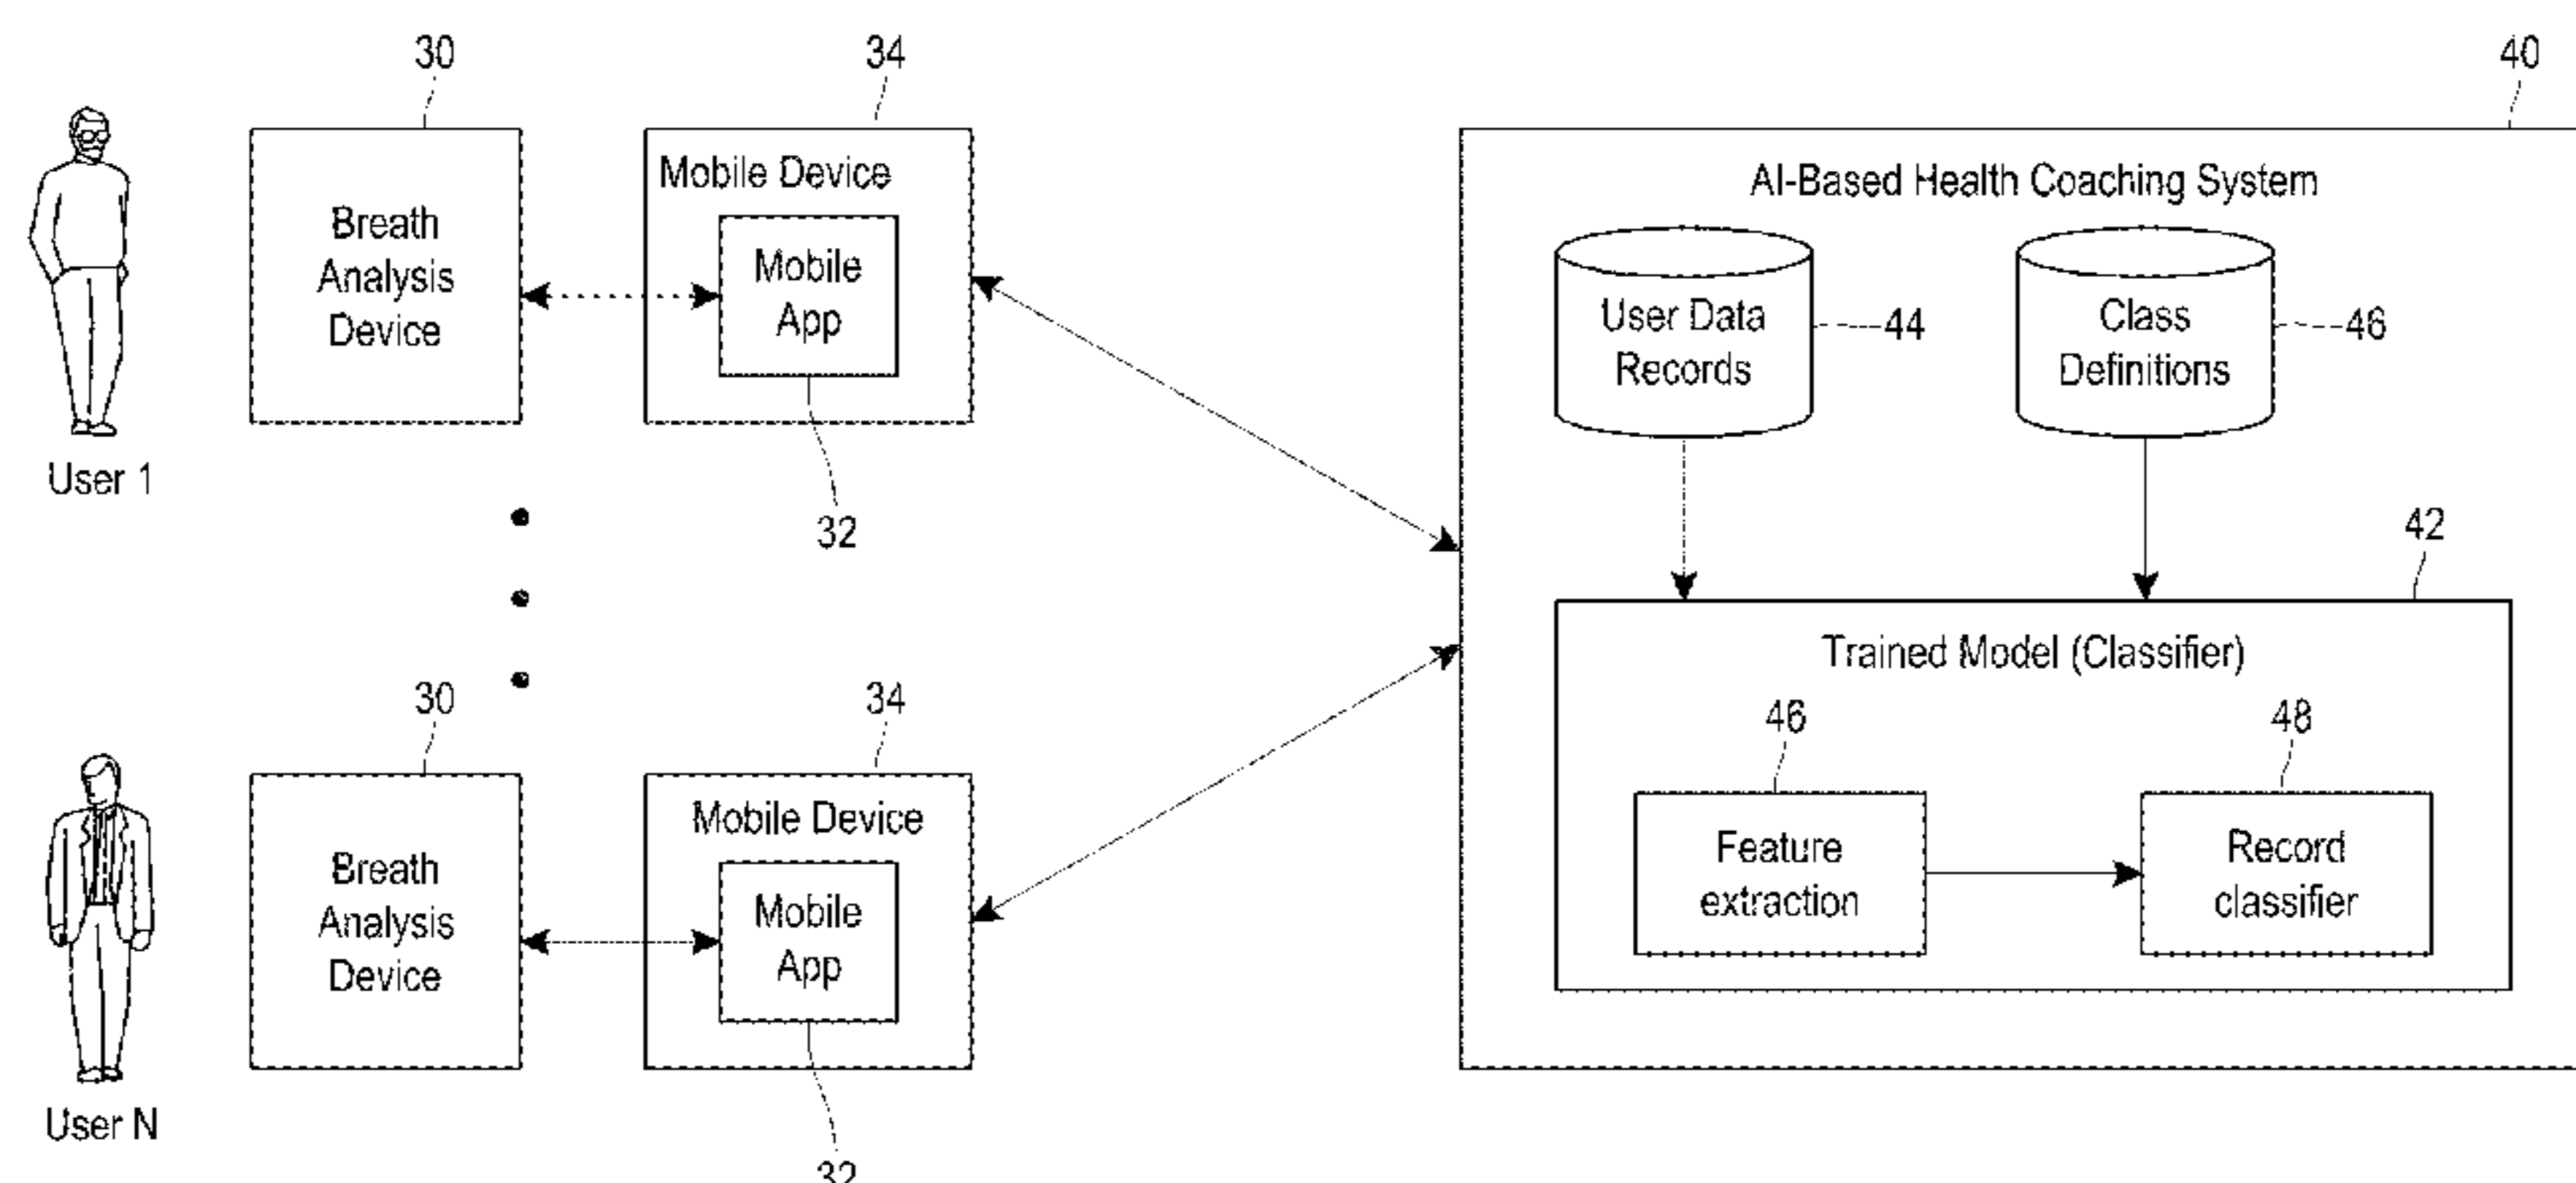 30
34
40
Mobile Device
AI-Based Health Coaching System
Breath
Analysis
Device
Mobile
App
User Data
Records
44
Class
Definitions
46
User 1
32
42
Trained Model (Classifier)
30
34
46
48
Mobile Device
Breath
Analysis
Device
Mobile
App
Feature
extraction
Record
classifier
User N
32